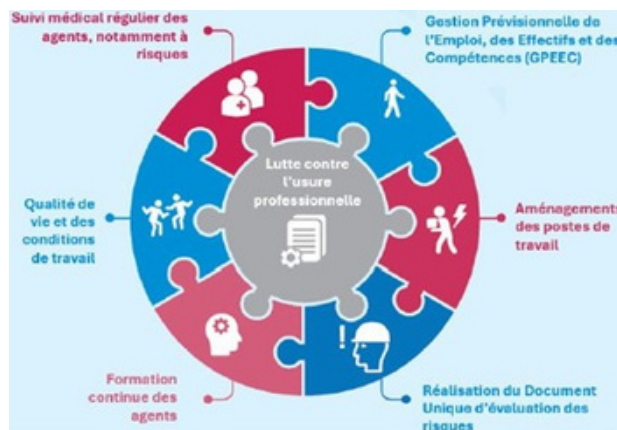 Suivi médical régulier des
agents, notamment à
risques
Gestion Prévisionnelle de
l'Emploi, des Effectifs et des
Compétences (GPEEC)
Lutte contre
l'usure
professionnelle
Qualité de
vie et des
conditions
de travail
Aménagements
des postes de
travail
!
Formation
continue des
agents
Réalisation du Document
Unique d'évaluation des
risques